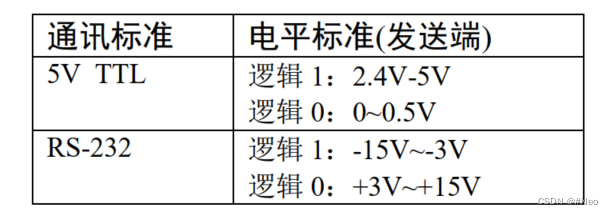 通讯标准 电平标准(发送端)
5V TTL 逻辑 1：2.4V-5V
逻辑 0：0~0.5V
RS-232 逻辑 1：-15V~-3V
逻辑 0：+3V~+15V
CSDN @#Neo